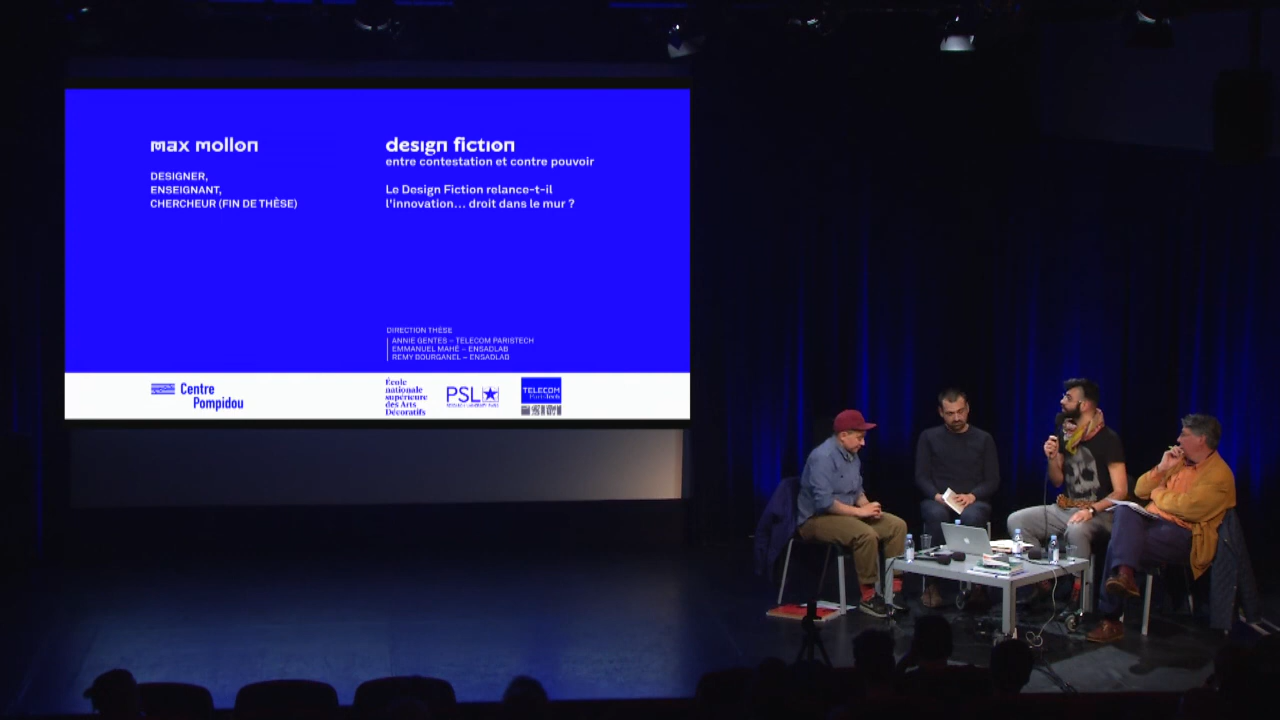 max mollon
DESIGNER,
ENSEIGNANT,
CHERCHEUR (FIN DE THÈSE)
design fiction
entre contestation et contre pouvoir
Le Design Fiction relance-t-il
l'innovation... droit dans le mur ?
DIRECTION THÈSE
ANNIE GENTES – TELECOM PARISTECH
EMMANUEL MAHÉ – ENSADLAB
REMY BOURGANEL – ENSADLAB
Centre
Pompidou
École
nationale
supérieure
des Arts
Décoratifs
PSL
TELECOM
ParisTech